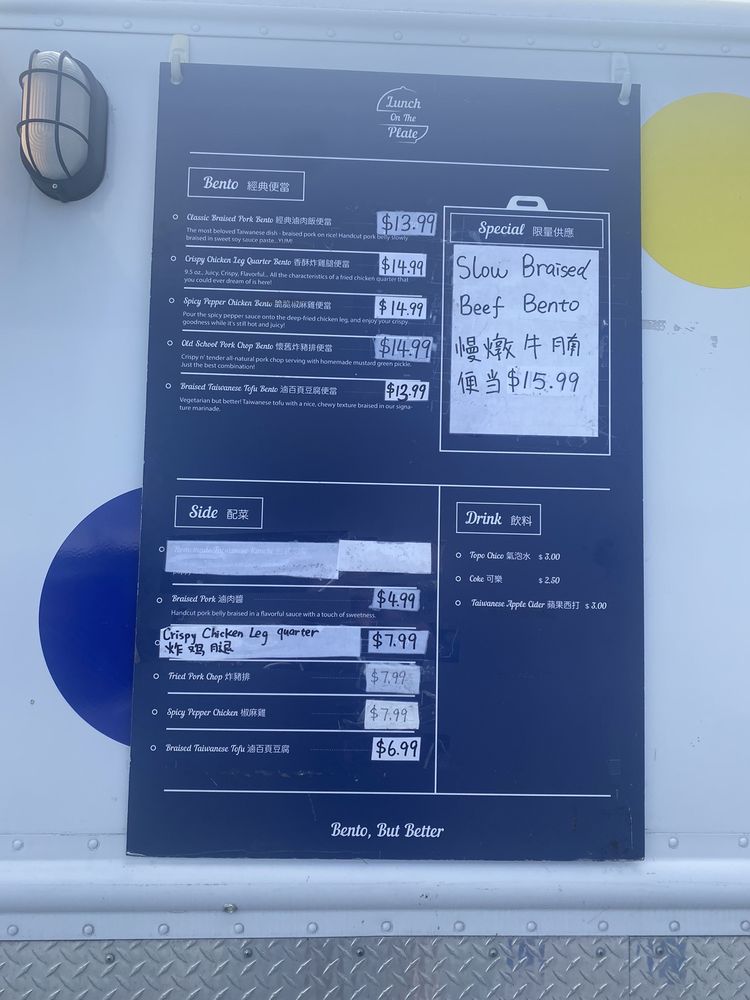 Lunch
On The
Plate
Bento 經典便當
Classic Braised Pork Bento 經典滷肉飯便當 $13.99
The most beloved Taiwanese dish - braised pork on rice! Handcut pork belly slowly
braised in sweet soy sauce paste.. YUM!
Crispy Chicken Leg Quarter Bento 香酥炸雞腿便當 $14.99
9.5 oz., Juicy, Crispy, Flavorful... All the characteristics of a fried chicken quarter that
you could ever dream of is here!
Spicy Pepper Chicken Bento 脆脆椒麻雞便當 $14.99
Pour the spicy pepper sauce onto the deep-fried chicken leg, and enjoy your crispy
goodness while it's still hot and juicy!
Old School Pork Chop Bento 懷舊炸豬排便當 $14.99
Crispy n' tender all-natural pork chop serving with homemade mustard green pickle.
Just the best combination!
Braised Taiwanese Tofu Bento 滷百頁豆腐便當 $13.99
Vegetarian but better! Taiwanese tofu with a nice, chewy texture braised in our signa-
ture marinade.
Special 限量供應
Slow Braised
Beef Bento
慢燉牛腩
便当 $15.99
Side 配菜
Homemade Taiwanese Kimchi
Braised Pork 滷肉醬 $4.99
Handcut pork belly braised in a flavorful sauce with a touch of sweetness.
Crispy Chicken Leg quarter $7.99
炸鸡腿
Fried Pork Chop 炸豬排 $7.99
Spicy Pepper Chicken 椒麻雞 $7.99
Braised Taiwanese Tofu 滷百頁豆腐 $6.99
Drink 飲料
Topo Chico 氣泡水 $ 3.00
Coke 可樂 $ 2.50
Taiwanese Apple Cider 蘋果西打 $ 3.00
Bento, But Better